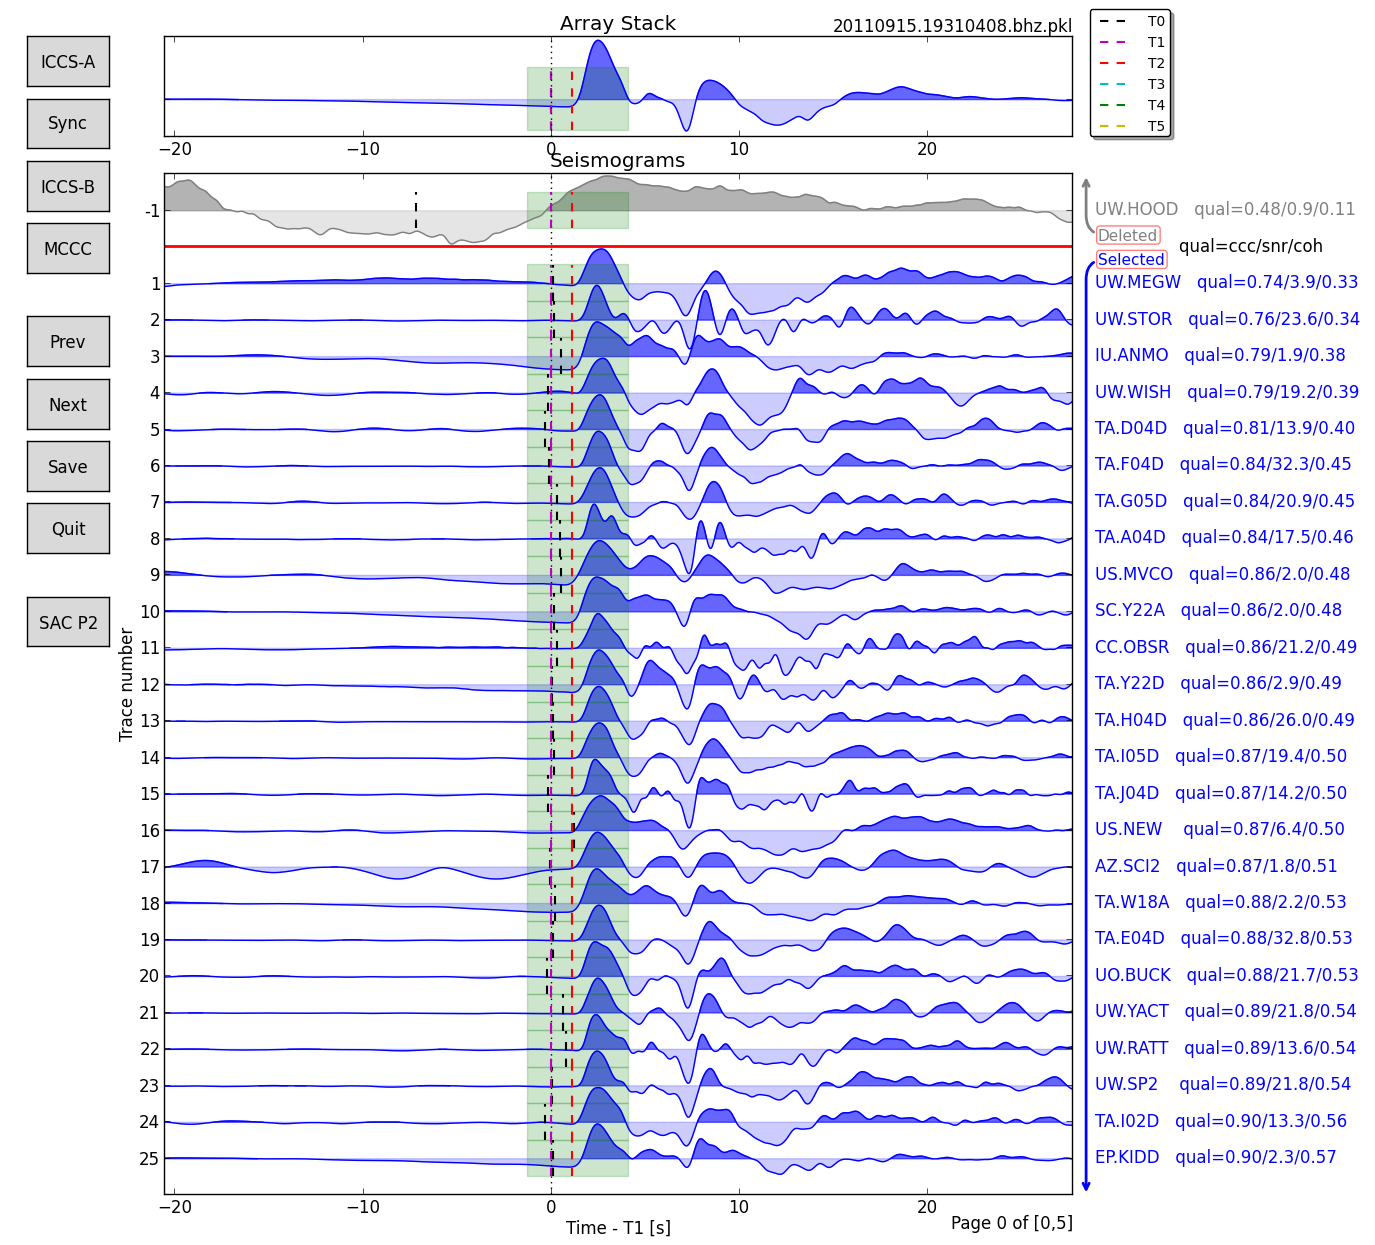 Array Stack
20110915.19310408.bhz.pkl
T0
T1
T2
T3
T4
T5
ICCS-A
Sync
ICCS-B
MCCC
Prev
Next
Save
Quit
SAC P2
−20 −10 0 10 20
Seismograms
-1 UW.HOOD qual=0.48/0.9/0.11
Deleted
qual=ccc/snr/coh
Selected
1 UW.MEGW qual=0.74/3.9/0.33
2 UW.STOR qual=0.76/23.6/0.34
3 IU.ANMO qual=0.79/1.9/0.38
4 UW.WISH qual=0.79/19.2/0.39
5 TA.D04D qual=0.81/13.9/0.40
6 TA.F04D qual=0.84/32.3/0.45
7 TA.G05D qual=0.84/20.9/0.45
8 TA.A04D qual=0.84/17.5/0.46
9 US.MVCO qual=0.86/2.0/0.48
10 SC.Y22A qual=0.86/2.0/0.48
11 CC.OBSR qual=0.86/21.2/0.49
12 TA.Y22D qual=0.86/2.9/0.49
13 TA.H04D qual=0.86/26.0/0.49
14 TA.I05D qual=0.87/19.4/0.50
15 TA.J04D qual=0.87/14.2/0.50
16 US.NEW qual=0.87/6.4/0.50
17 AZ.SCI2 qual=0.87/1.8/0.51
18 TA.W18A qual=0.88/2.2/0.53
19 TA.E04D qual=0.88/32.8/0.53
20 UO.BUCK qual=0.88/21.7/0.53
21 UW.YACT qual=0.89/21.8/0.54
22 UW.RATT qual=0.89/13.6/0.54
23 UW.SP2 qual=0.89/21.8/0.54
24 TA.I02D qual=0.90/13.3/0.56
25 EP.KIDD qual=0.90/2.3/0.57
Trace number
−20 −10 0 10 20
Time - T1 [s]
Page 0 of [0,5]